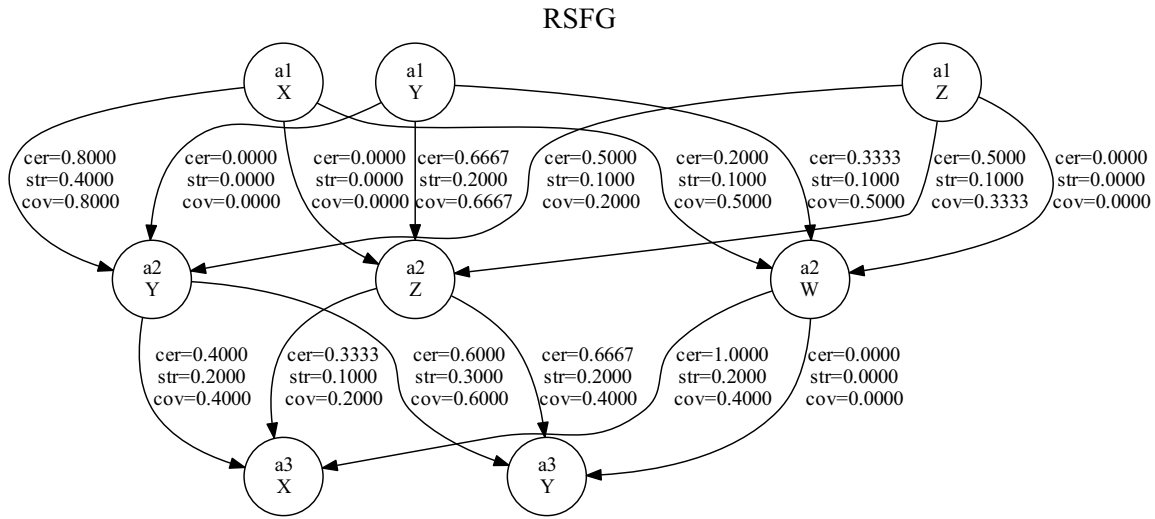 RSFG
a1
X
a1
Y
a1
Z
cer=0.8000
str=0.4000
cov=0.8000
cer=0.0000
str=0.0000
cov=0.0000
cer=0.0000
str=0.0000
cov=0.0000
cer=0.6667
str=0.2000
cov=0.6667
cer=0.5000
str=0.1000
cov=0.2000
cer=0.2000
str=0.1000
cov=0.5000
cer=0.3333
str=0.1000
cov=0.5000
cer=0.5000
str=0.1000
cov=0.3333
cer=0.0000
str=0.0000
cov=0.0000
a2
Y
a2
Z
a2
W
cer=0.4000
str=0.2000
cov=0.4000
cer=0.3333
str=0.1000
cov=0.2000
cer=0.6000
str=0.3000
cov=0.6000
cer=0.6667
str=0.2000
cov=0.4000
cer=1.0000
str=0.2000
cov=0.4000
cer=0.0000
str=0.0000
cov=0.0000
a3
X
a3
Y